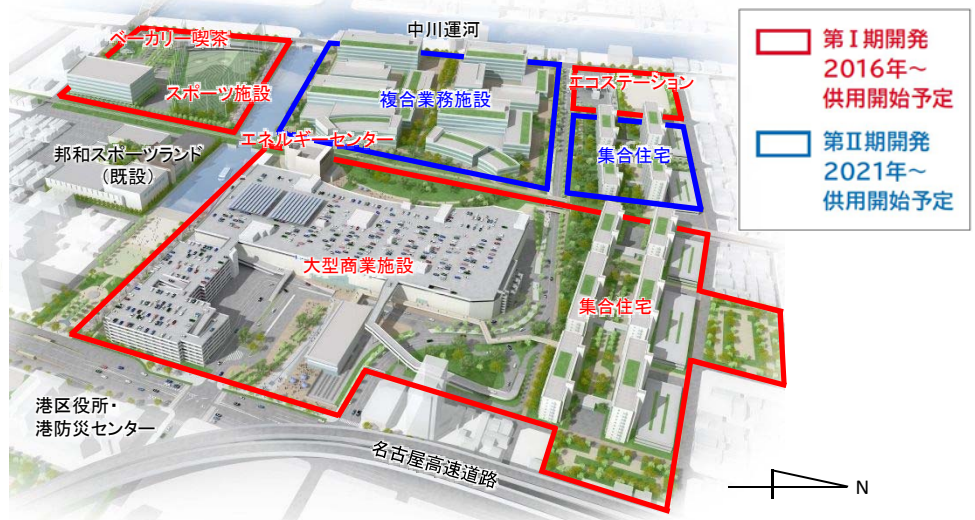 中川運河
ベーカリー喫茶
スポーツ施設
複合業務施設
エコステーション
エネルギーセンター
集合住宅
邦和スポーツランド
（既設）
大型商業施設
集合住宅
港区役所・
港防災センター
名古屋高速道路
第Ⅰ期開発
2016年～
供用開始予定
第Ⅱ期開発
2021年～
供用開始予定
N